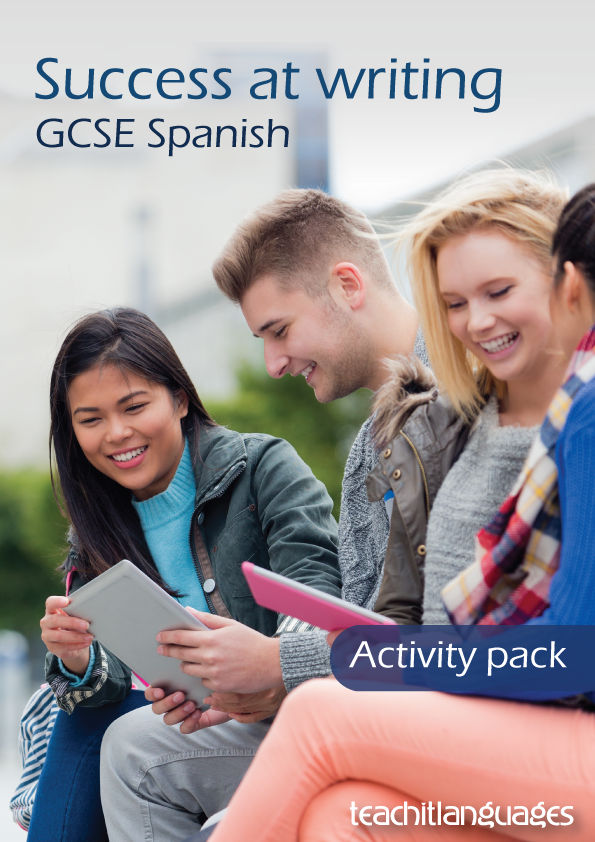 Success at writing
GCSE Spanish
Activity pack
teachitlanguages